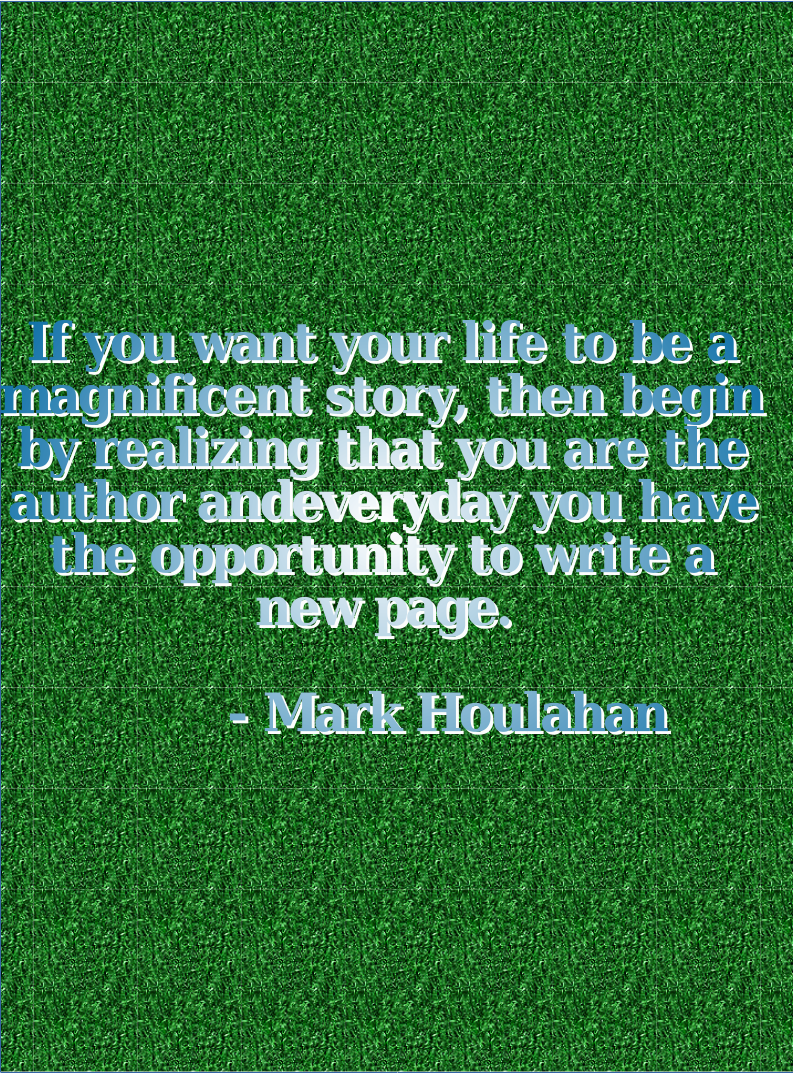 If you want your life to be a
magnificent story, then begin
by realizing that you are the
author andeveryday you have
the opportunity to write a
new page.
- Mark Houlahan